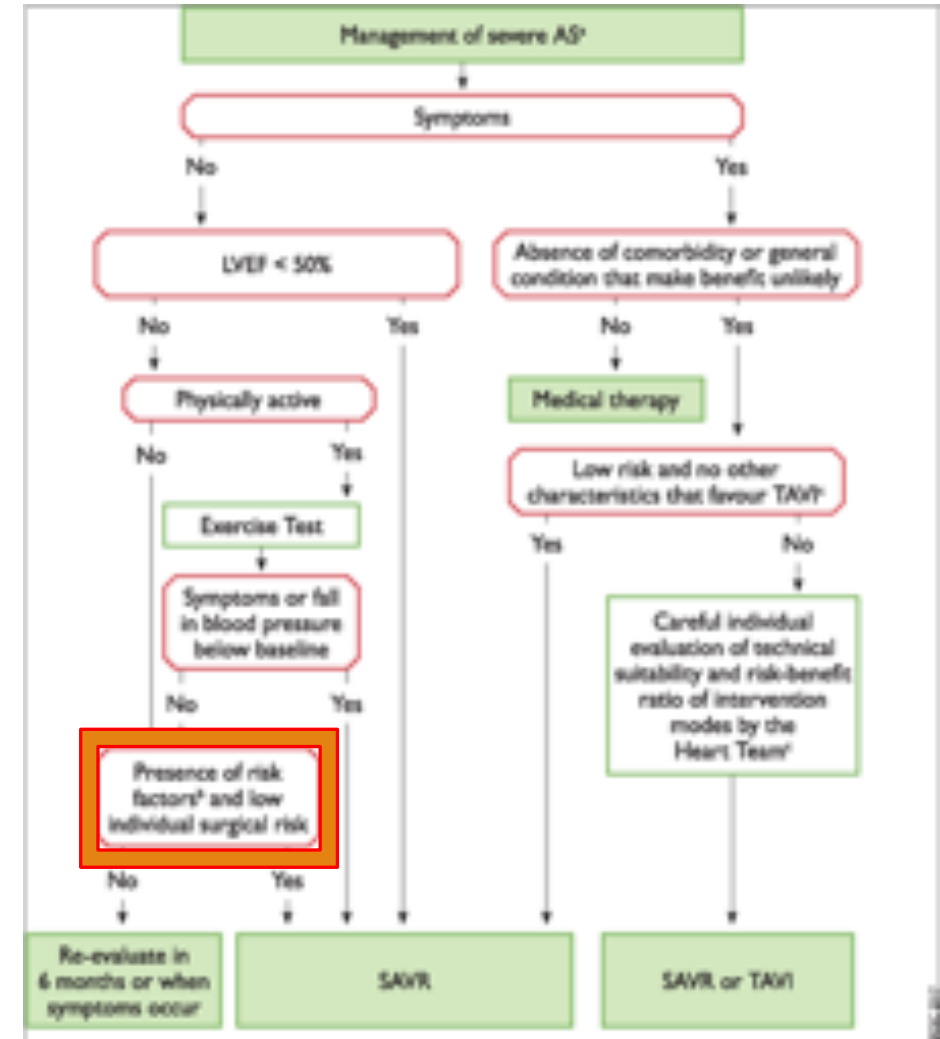 Management of severe ASᵃ
Symptoms
No
Yes
LVEF < 50%
Absence of comorbidity or general
condition that make benefit unlikely
No
Yes
No
Yes
Physically active
Medical therapy
No
Yes
Low risk and no other
characteristics that favour TAVIᶜ
Exercise Test
Yes
No
Symptoms or fall
in blood pressure
below baseline
Careful individual
evaluation of technical
suitability and risk-benefit
ratio of intervention
modes by the
Heart Teamᶜ
No
Yes
Presence of risk
factorsᵇ and low
individual surgical risk
No
Yes
Re-evaluate in
6 months or when
symptoms occur
SAVR
SAVR or TAVI